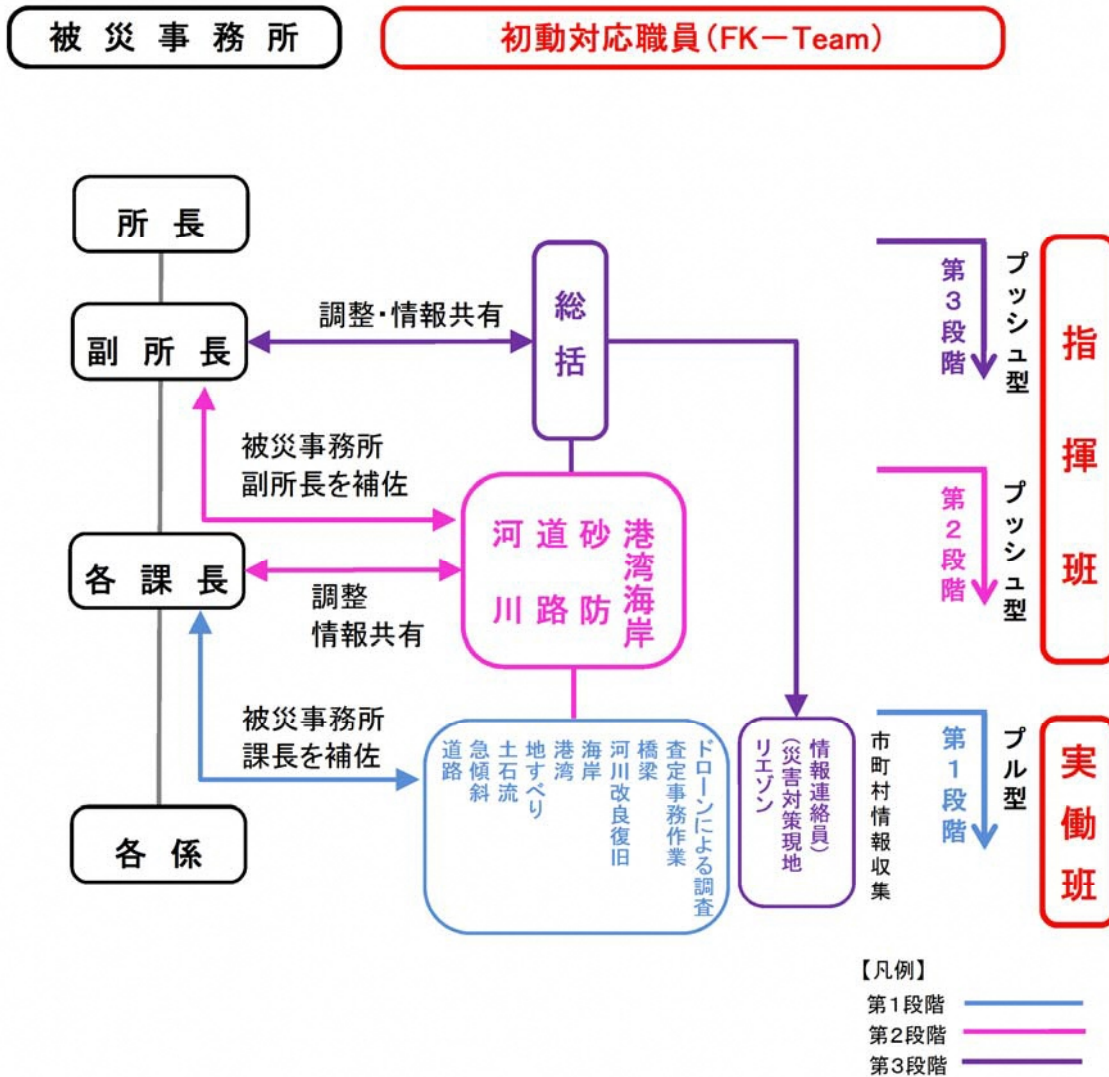 被災事務所
初動対応職員(FK－Team)
所長
副所長
各課長
各係
調整・情報共有
被災事務所
副所長を補佐
調整
情報共有
被災事務所
課長を補佐
総括
河川
道路
砂防
港湾海岸
道路
急傾斜
土石流
地すべり
港湾
海岸
河川改良復旧
橋梁
査定事務作業
ドローンによる調査
情報連絡員)
(災害対策現地
リエゾン
市町村情報収集
第3段階
プッシュ型
第2段階
プッシュ型
第1段階
プル型
指揮班
実働班
【凡例】
第1段階
第2段階
第3段階